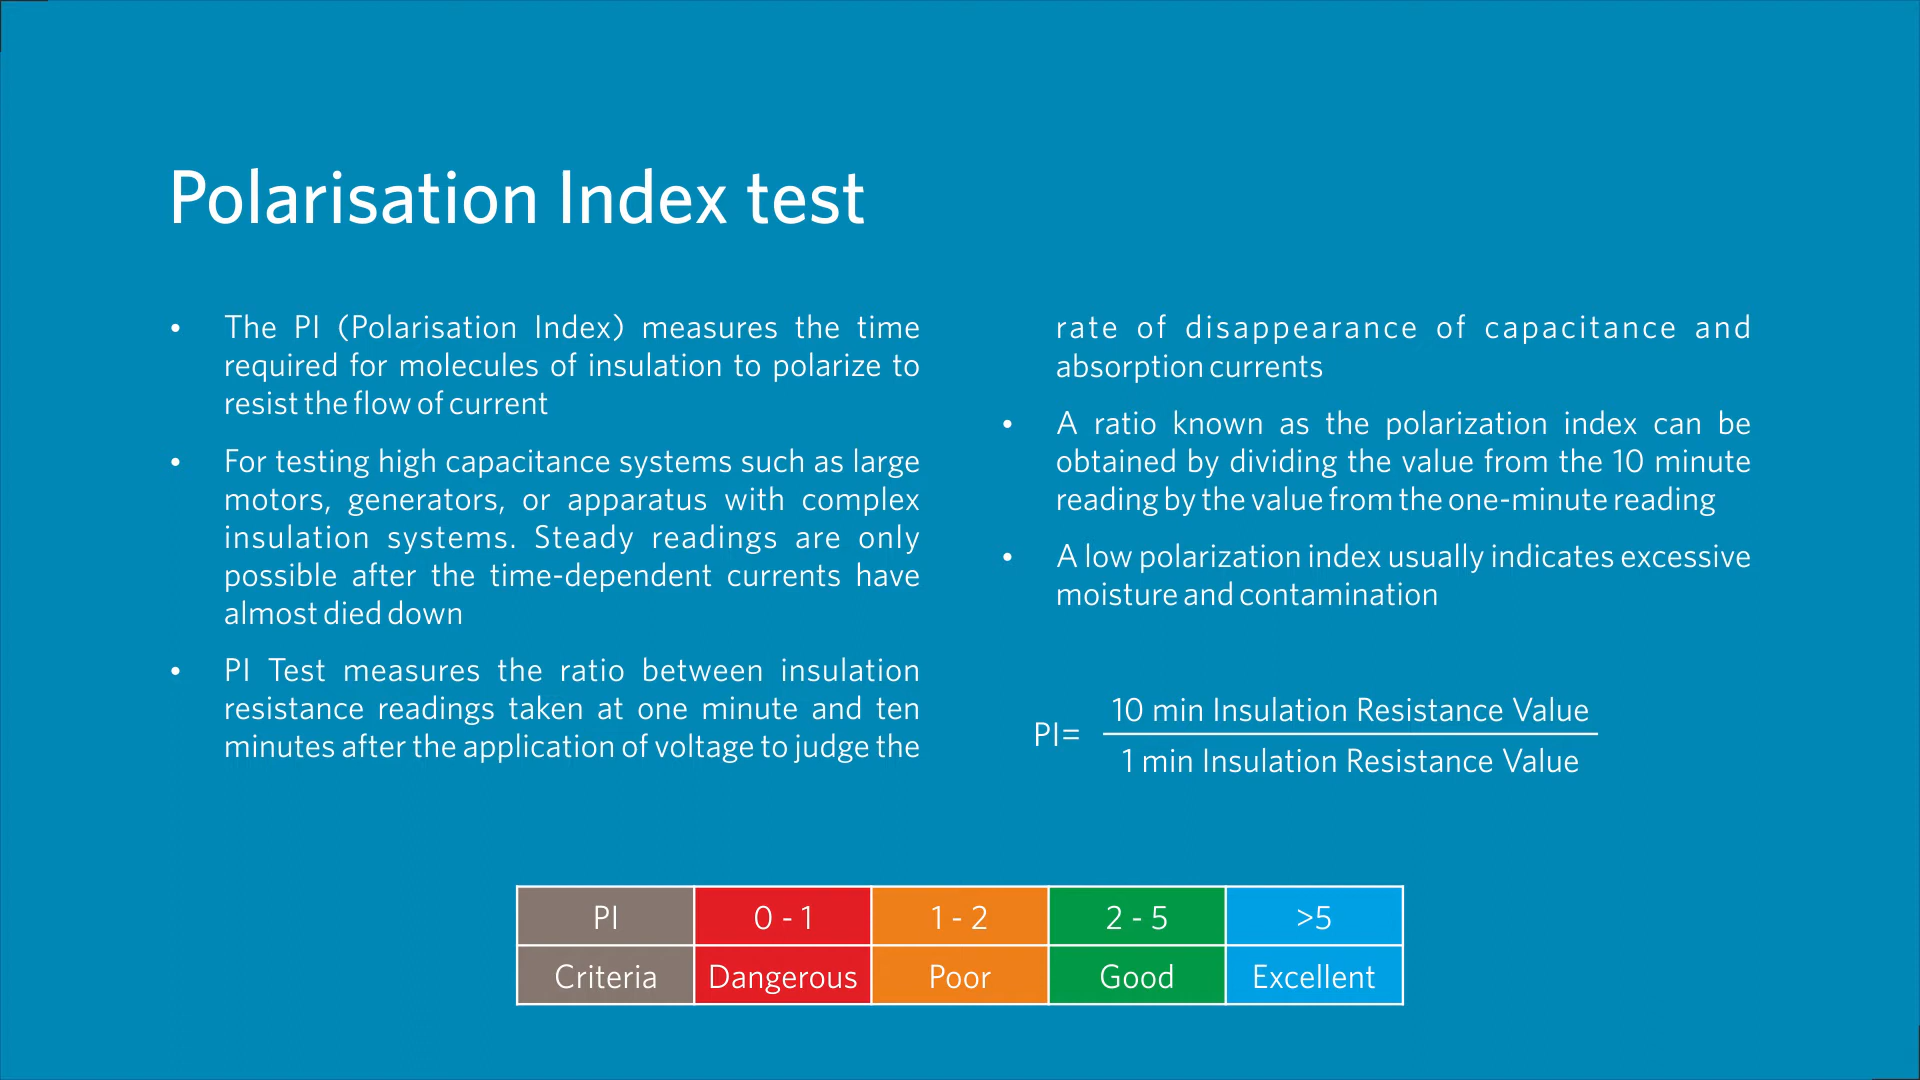 Polarisation Index test
• The PI (Polarisation Index) measures the time
required for molecules of insulation to polarize to
resist the flow of current
• For testing high capacitance systems such as large
motors, generators, or apparatus with complex
insulation systems. Steady readings are only
possible after the time-dependent currents have
almost died down
• PI Test measures the ratio between insulation
resistance readings taken at one minute and ten
minutes after the application of voltage to judge the
rate of disappearance of capacitance and
absorption currents
• A ratio known as the polarization index can be
obtained by dividing the value from the 10 minute
reading by the value from the one-minute reading
• A low polarization index usually indicates excessive
moisture and contamination
PI=
10 min Insulation Resistance Value
1 min Insulation Resistance Value
PI 0 - 1 1 - 2 2 - 5 >5
Criteria Dangerous Poor Good Excellent